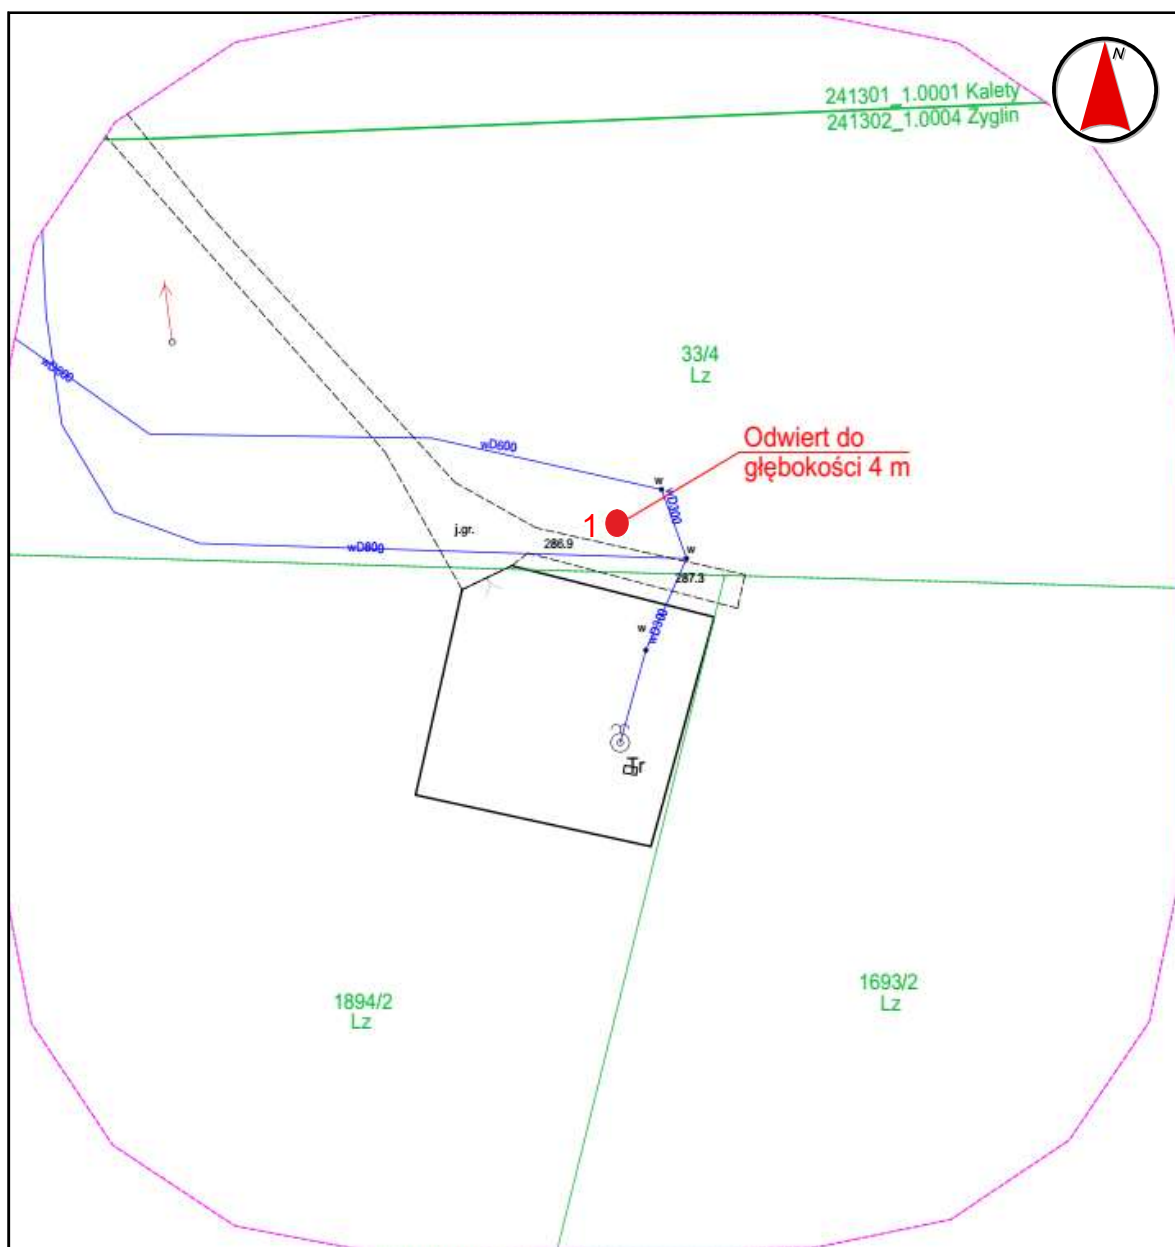 N
241301_1.0001 Kalety
241302_1.0004 Żyglin
33/4
Lz
wD600
wD600
Odwiert do
głębokości 4 m
w
wD300
1
j.gr.
286.9
wD800
w
287.3
w
wD300
Tr
1894/2
Lz
1693/2
Lz